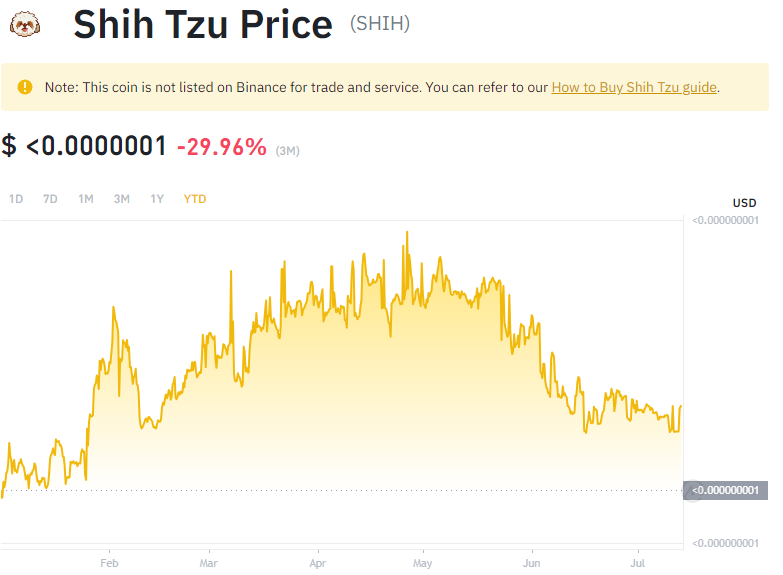 Shih Tzu Price (SHIH)
Note: This coin is not listed on Binance for trade and service. You can refer to our How to Buy Shih Tzu guide.
$ <0.0000001 -29.96% (3M)
1D 7D 1M 3M 1Y YTD
USD
<0.000000001
<0.000000001
<0.000000001
Feb Mar Apr May Jun Jul